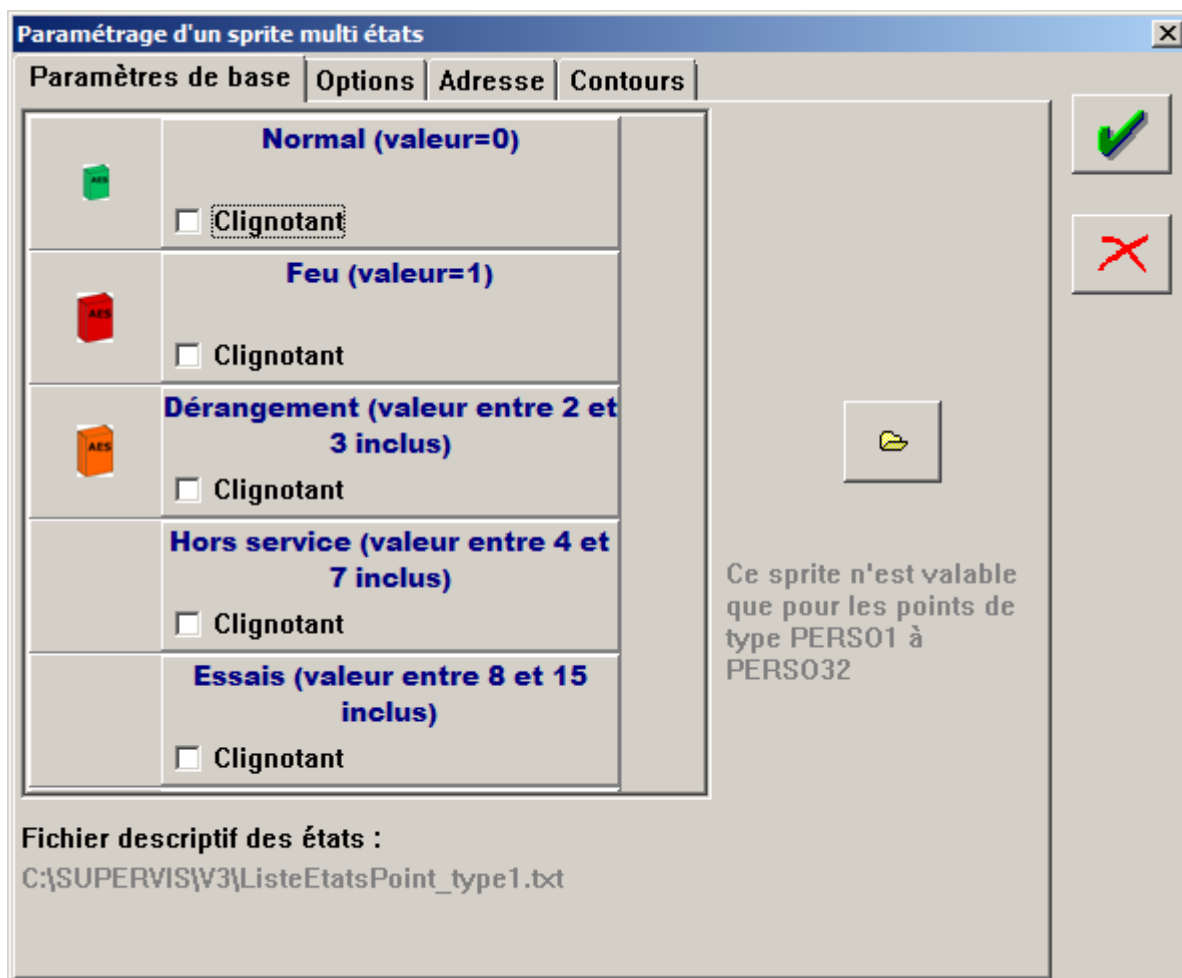 Paramétrage d'un sprite multi états
Paramètres de base Options Adresse Contours
Normal (valeur=0)
AES
Clignotant
Feu (valeur=1)
AES
Clignotant
Dérangement (valeur entre 2 et
3 inclus)
AES
Clignotant
Hors service (valeur entre 4 et
7 inclus)
Clignotant
Essais (valeur entre 8 et 15
inclus)
Clignotant
Ce sprite n'est valable
que pour les points de
type PERSO1 à
PERSO32
Fichier descriptif des états :
C:\SUPERVIS\V3\ListeEtatsPoint_type1.txt